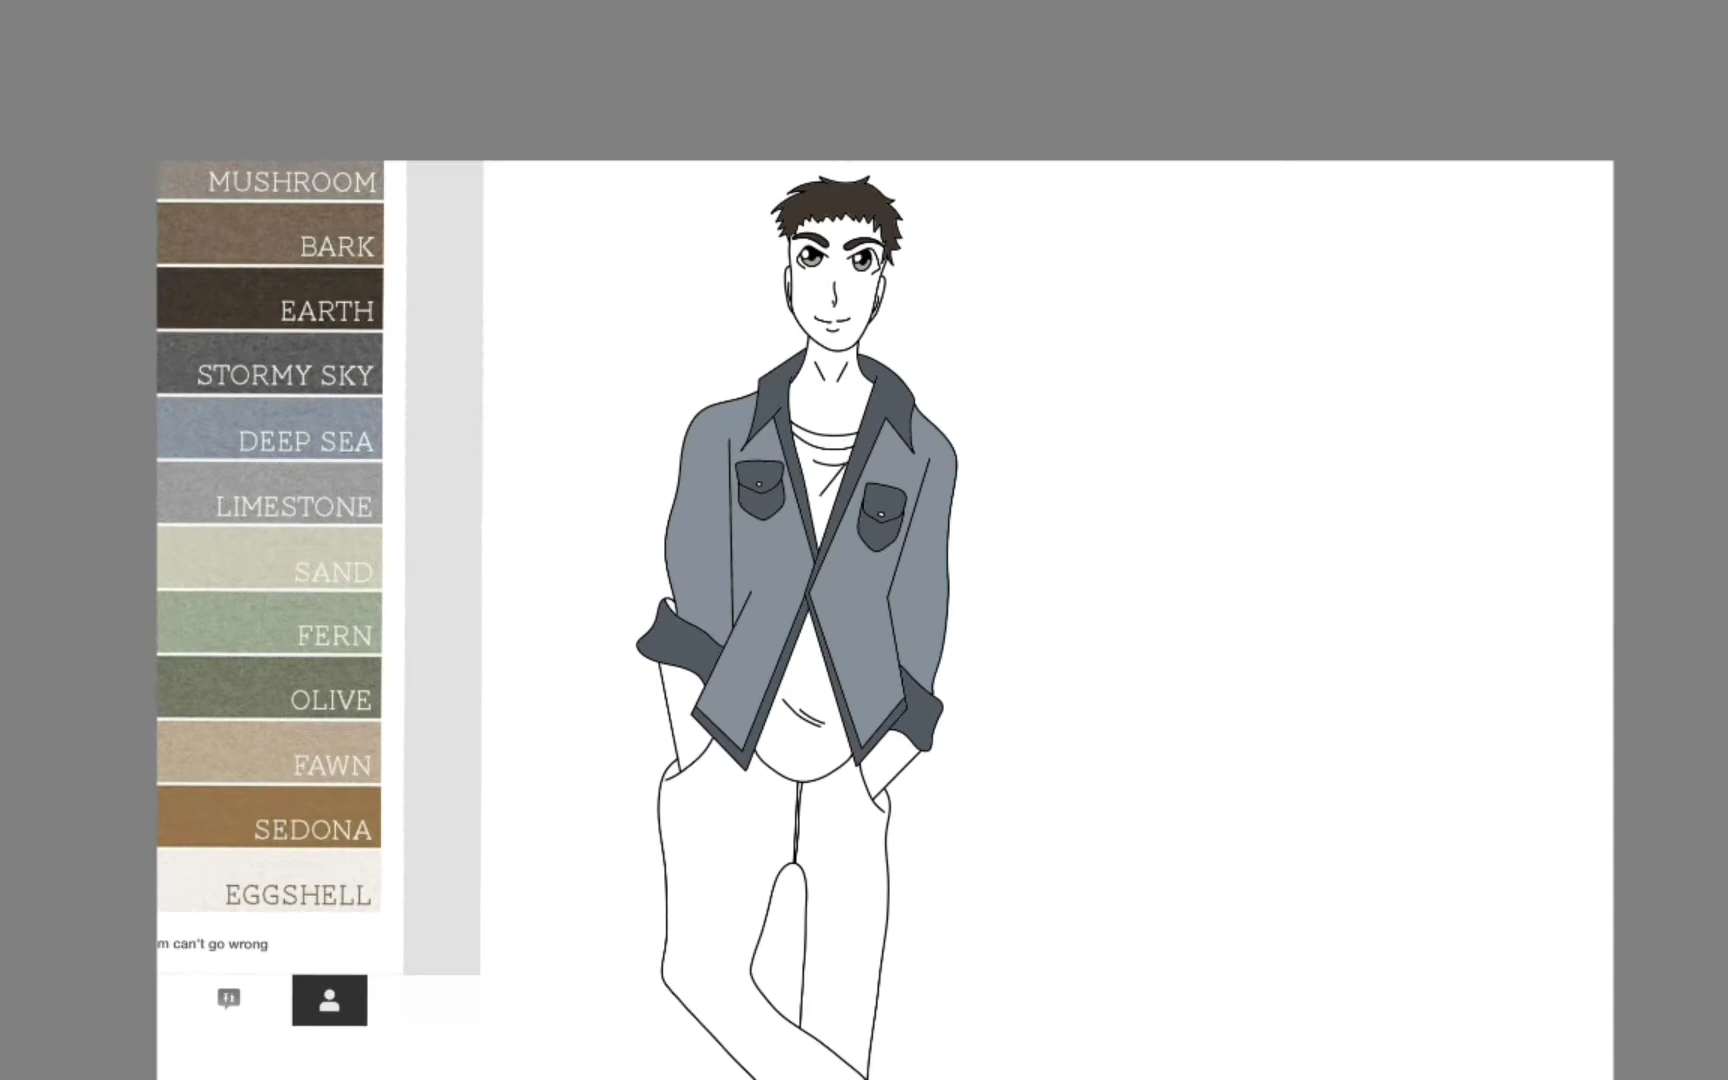 MUSHROOM
BARK
EARTH
STORMY SKY
DEEP SEA
LIMESTONE
SAND
FERN
OLIVE
FAWN
SEDONA
EGGSHELL
m can't go wrong